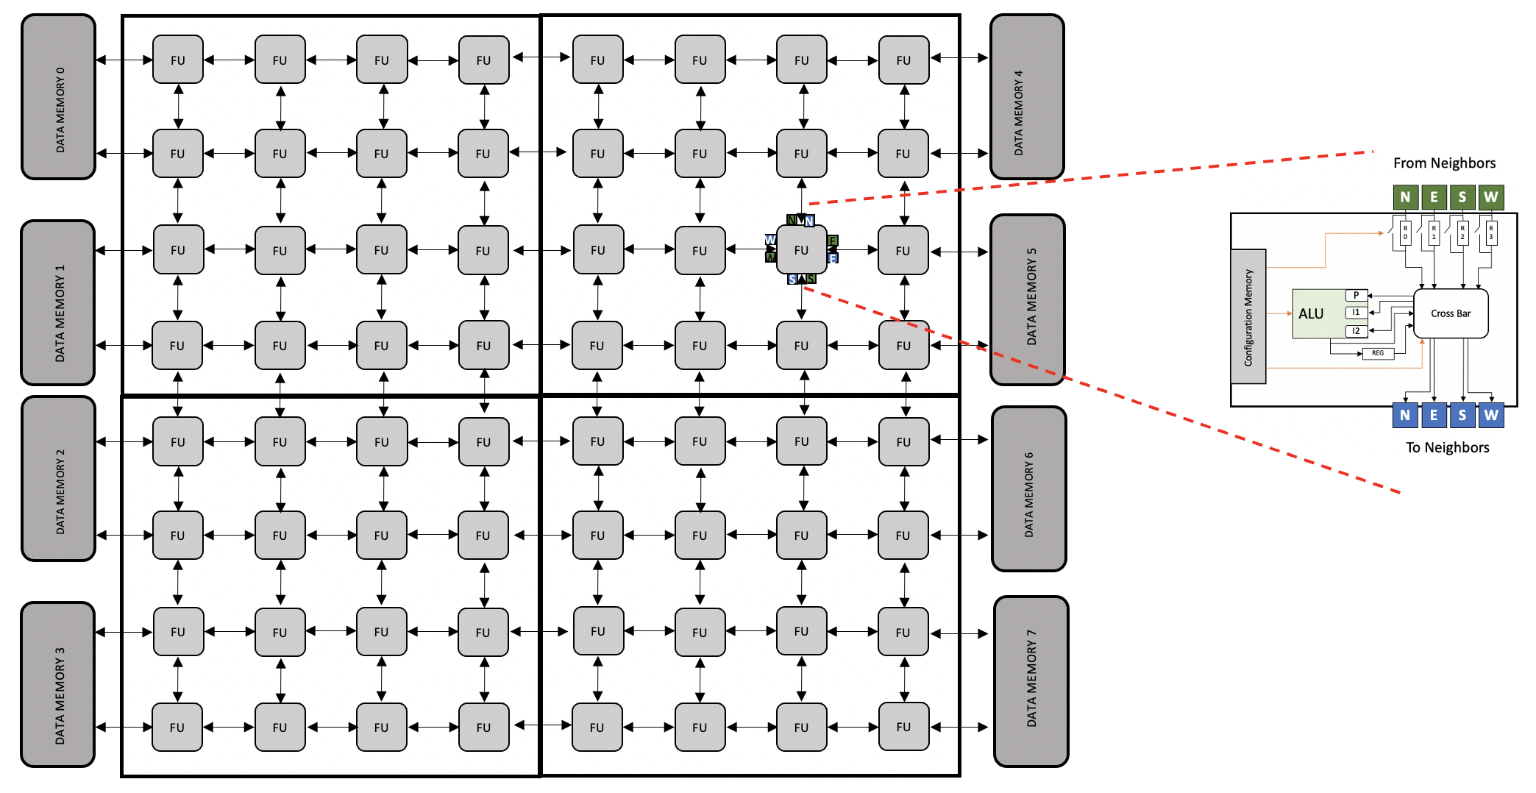 DATA MEMORY 0
DATA MEMORY 1
DATA MEMORY 2
DATA MEMORY 3
FU FU FU FU FU FU FU FU
FU FU FU FU FU FU FU FU
N N
FU FU FU FU FU FU FU FU
W E
W E
S S
FU FU FU FU FU FU FU FU
FU FU FU FU FU FU FU FU
FU FU FU FU FU FU FU FU
FU FU FU FU FU FU FU FU
FU FU FU FU FU FU FU FU
DATA MEMORY 4
DATA MEMORY 5
DATA MEMORY 6
DATA MEMORY 7
From Neighbors
N E S W
R0 R1 R2 R3
Configuration Memory
ALU
P
I1
I2
REG
Cross Bar
N E S W
To Neighbors